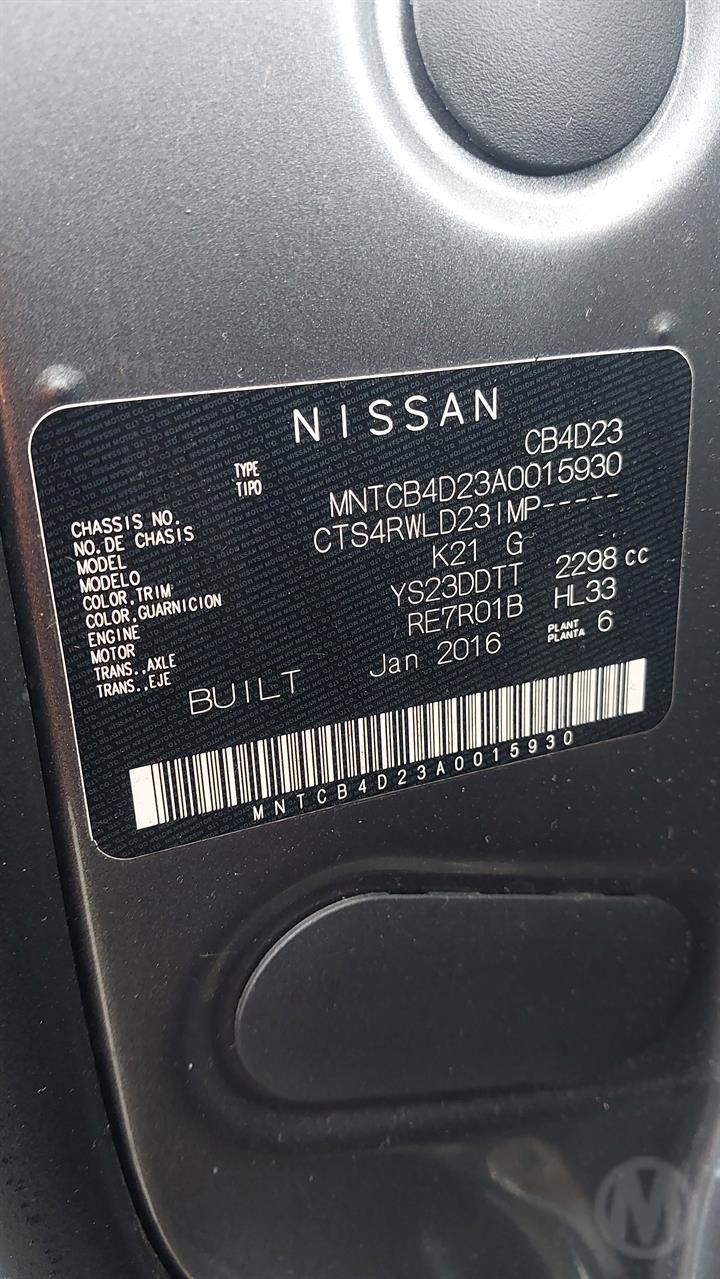 NISSAN
TYPE
TIPO CB4D23
CHASSIS NO.
NO. DE CHASIS MNTCB4D23A0015930
MODEL
MODELO CTS4RWLD23IMP-----
COLOR,TRIM
COLOR,GUARNICION K21 G
ENGINE
MOTOR YS23DDTT 2298 CC
TRANS.,AXLE
TRANS.,EJE RE7R01B HL33
BUILT Jan 2016 PLANT
PLANTA 6
MNTCB4D23A0015930
M